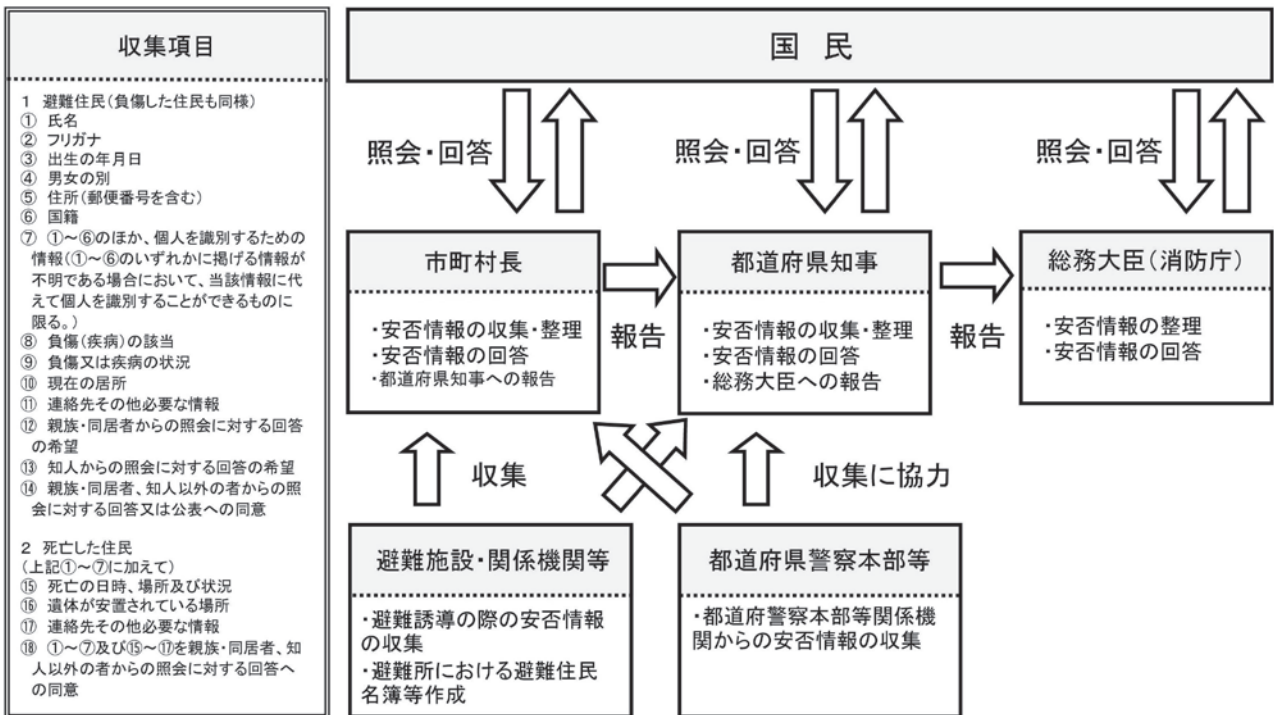 収集項目
1 避難住民(負傷した住民も同様)
① 氏名
② フリガナ
③ 出生の年月日
④ 男女の別
⑤ 住所(郵便番号を含む)
⑥ 国籍
⑦ ①～⑥のほか、個人を識別するための
情報(①～⑥のいずれかに掲げる情報が
不明である場合において、当該情報に代
えて個人を識別することができるものに
限る。)
⑧ 負傷(疾病)の該当
⑨ 負傷又は疾病の状況
⑩ 現在の居所
⑪ 連絡先その他必要な情報
⑫ 親族・同居者からの照会に対する回答
の希望
⑬ 知人からの照会に対する回答の希望
⑭ 親族・同居者、知人以外の者からの照
会に対する回答又は公表への同意
2 死亡した住民
(上記①～⑦に加えて)
⑮ 死亡の日時、場所及び状況
⑯ 遺体が安置されている場所
⑰ 連絡先その他必要な情報
⑱ ①～⑦及び⑮～⑰を親族・同居者、知
人以外の者からの照会に対する回答へ
の同意
国 民
照会・回答
照会・回答
照会・回答
市町村長
・安否情報の収集・整理
・安否情報の回答
・都道府県知事への報告
報告
都道府県知事
・安否情報の収集・整理
・安否情報の回答
・総務大臣への報告
報告
総務大臣(消防庁)
・安否情報の整理
・安否情報の回答
収集
収集に協力
避難施設・関係機関等
・避難誘導の際の安否情報
の収集
・避難所における避難住民
名簿等作成
都道府県警察本部等
・都道府警察本部等関係機
関からの安否情報の収集